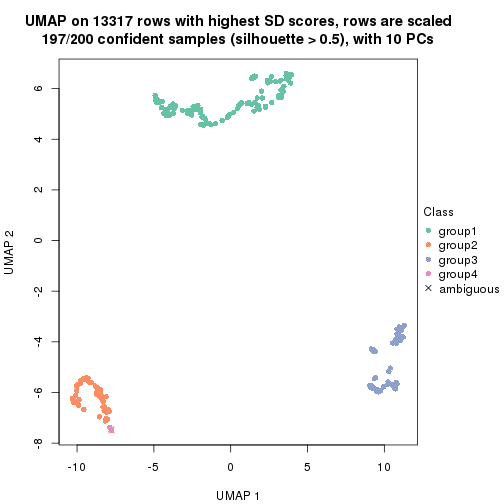 UMAP on 13317 rows with highest SD scores, rows are scaled
197/200 confident samples (silhouette > 0.5), with 10 PCs
6
4
2
0
-2
-4
-6
-8
UMAP 2
-10
-5
0
5
10
UMAP 1
Class
group1
group2
group3
group4
ambiguous